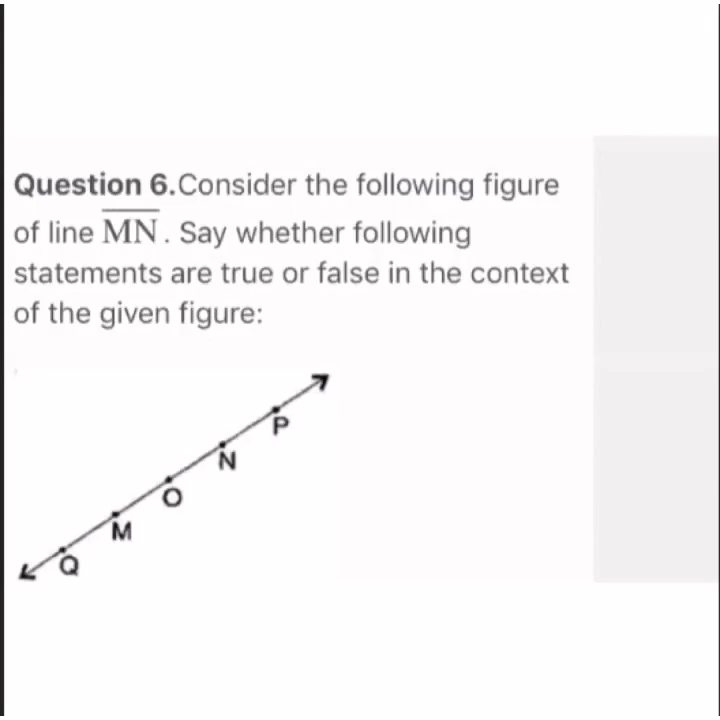 Question 6.Consider the following figure
of line M̅N̅. Say whether following
statements are true or false in the context
of the given figure:
P
N
O
M
Q